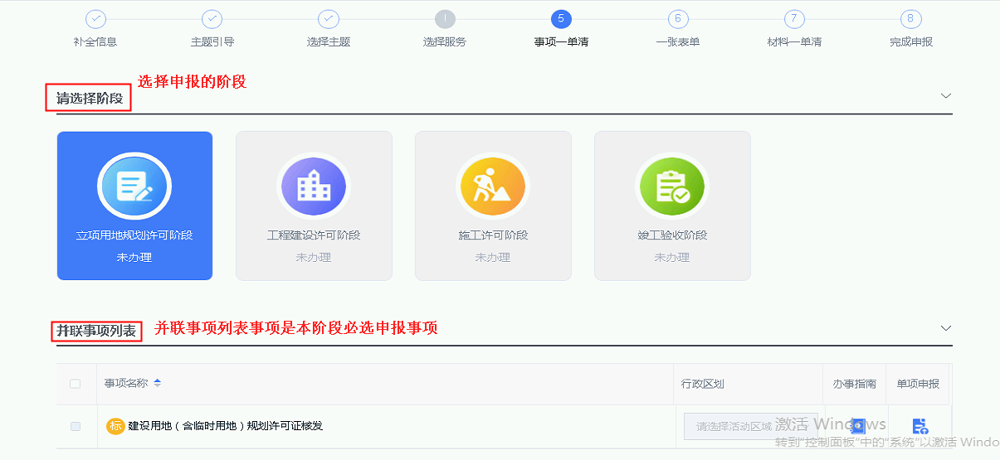 ! 5 6 7 8
补全信息 主题引导 选择主题 选择服务 事项一单清 一张表单 材料一单清 完成申报
选择申报的阶段
请选择阶段
立项用地规划许可阶段 工程建设许可阶段 施工许可阶段 竣工验收阶段
未办理 未办理 未办理 未办理
并联事项列表 并联事项列表事项是本阶段必选申报事项
事项名称 行政区划 办事指南 单项申报
标 建设用地（含临时用地）规划许可证核发 请选择活动区域
激活 Windows
转到"控制面板"中的"系统"以激活 Windo